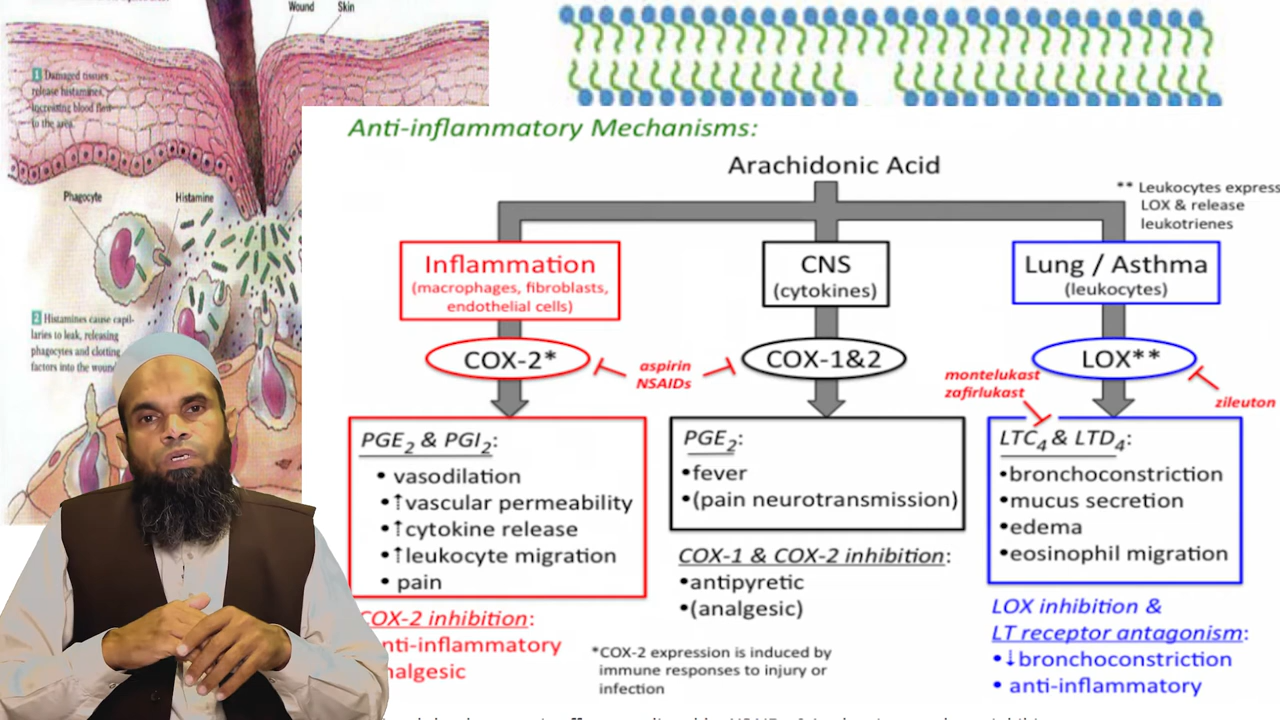 Wound Skin
1 Damaged tissues
release histamines,
increasing blood flow
to the area.
Phagocyte
Histamine
2 Histamines cause capil-
laries to leak, releasing
phagocytes and clotting
factors into the wound
Anti-inflammatory Mechanisms:
Arachidonic Acid
** Leukocytes express
LOX & release
leukotrienes
Inflammation
(macrophages, fibroblasts,
endothelial cells)
CNS
(cytokines)
Lung / Asthma
(leukocytes)
COX-2*
aspirin
NSAIDs
COX-1&2
LOX**
montelukast
zafirlukast
zileuton
PGE2 & PGI2:
• vasodilation
•↑vascular permeability
•↑cytokine release
•↑leukocyte migration
• pain
PGE2:
•fever
•(pain neurotransmission)
LTC4 & LTD4:
•bronchoconstriction
•mucus secretion
•edema
•eosinophil migration
COX-2 inhibition:
nti-inflammatory
nalgesic
COX-1 & COX-2 inhibition:
•antipyretic
•(analgesic)
*COX-2 expression is induced by
immune responses to injury or
infection
LOX inhibition &
LT receptor antagonism:
•↓bronchoconstriction
• anti-inflammatory